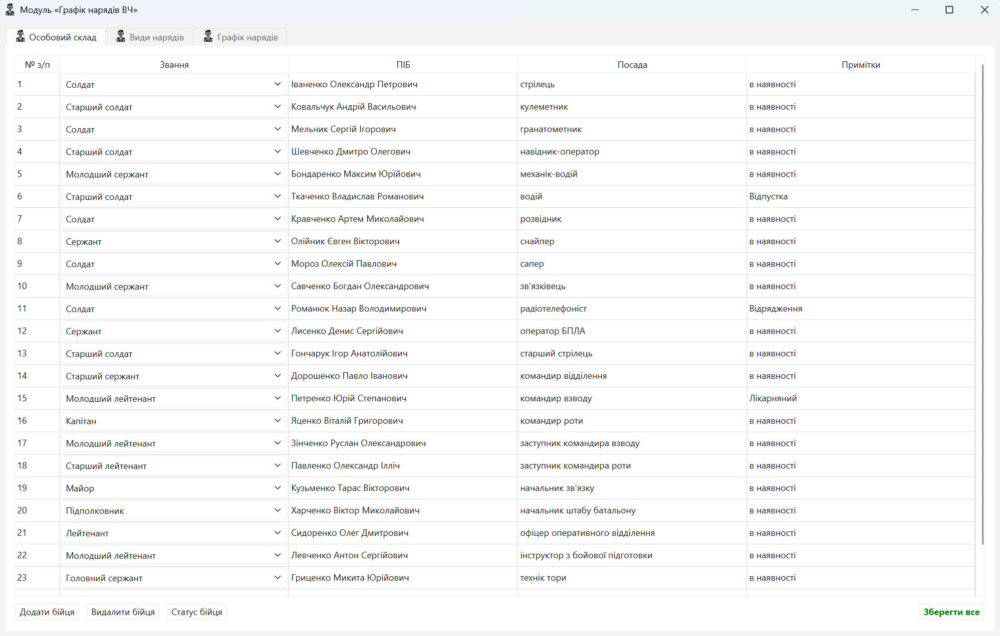 Модуль «Графік нарядів ВЧ»
Особовий склад Види нарядів Графік нарядів
№ з/п Звання ПІБ Посада Примітки
1 Солдат Іваненко Олександр Петрович стрілець в наявності
2 Старший солдат Ковальчук Андрій Васильович кулеметник в наявності
3 Солдат Мельник Сергій Ігорович гранатометник в наявності
4 Старший солдат Шевченко Дмитро Олегович навідник-оператор в наявності
5 Молодший сержант Бондаренко Максим Юрійович механік-водій в наявності
6 Старший солдат Ткаченко Владислав Романович водій Відпустка
7 Солдат Кравченко Артем Миколайович розвідник в наявності
8 Сержант Олійник Євген Вікторович снайпер в наявності
9 Солдат Мороз Олексій Павлович сапер в наявності
10 Молодший сержант Савченко Богдан Олександрович зв'язківець в наявності
11 Солдат Романюк Назар Володимирович радіотелефоніст Відрядження
12 Сержант Лисенко Денис Сергійович оператор БПЛА в наявності
13 Старший солдат Гончарук Ігор Анатолійович старший стрілець в наявності
14 Старший сержант Дорошенко Павло Іванович командир відділення в наявності
15 Молодший лейтенант Петренко Юрій Степанович командир взводу Лікарняний
16 Капітан Яценко Віталій Григорович командир роти в наявності
17 Молодший лейтенант Зінченко Руслан Олександрович заступник командира взводу в наявності
18 Старший лейтенант Павленко Олександр Ілліч заступник командира роти в наявності
19 Майор Кузьменко Тарас Вікторович начальник зв'язку в наявності
20 Підполковник Харченко Віктор Миколайович начальник штабу батальону в наявності
21 Лейтенант Сидоренко Олег Дмитрович офіцер оперативного відділення в наявності
22 Молодший лейтенант Левченко Антон Сергійович інструктор з бойової підготовки в наявності
23 Головний сержант Гриценко Микита Юрійович технік тори в наявності
Додати бійця Видалити бійця Статус бійця Зберегти все